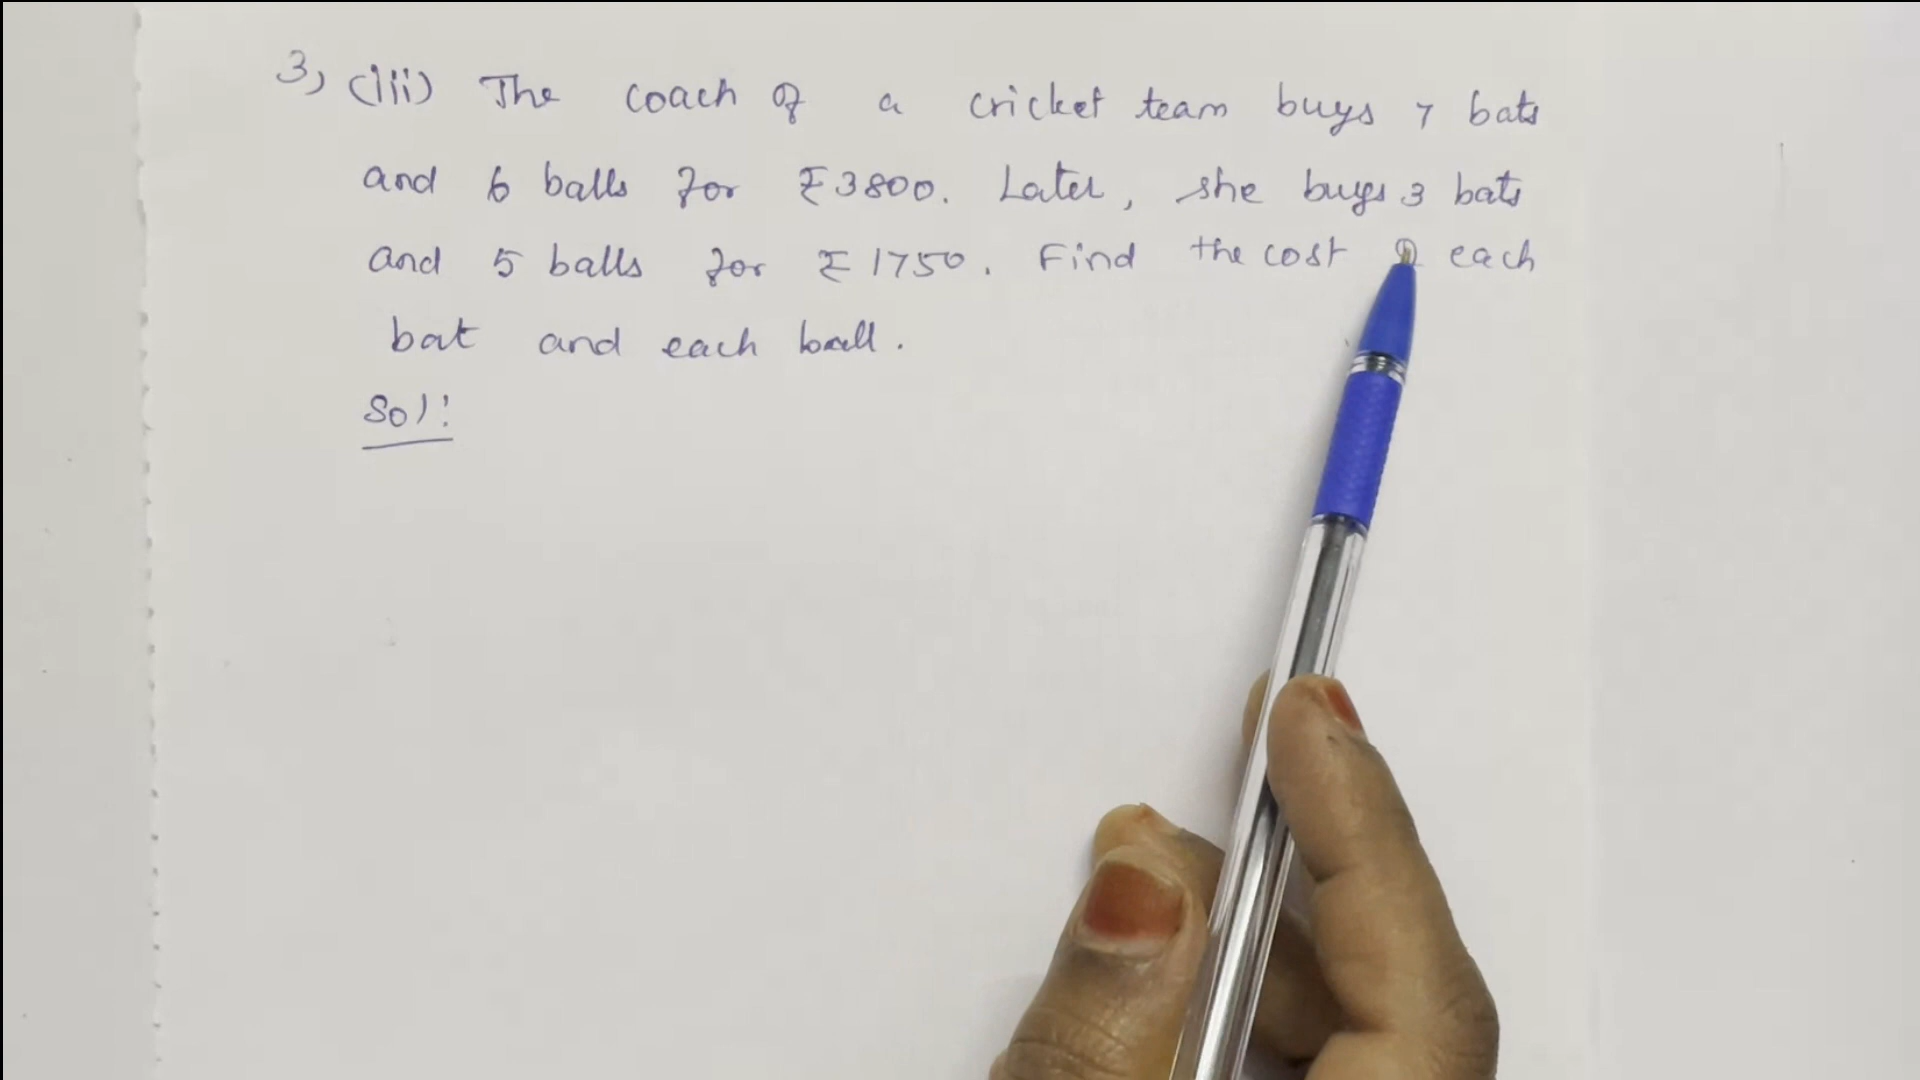 3) (iii) The coach of a cricket team buys 7 bats
and 6 balls for ₹3800. Later, she buys 3 bats
and 5 balls for ₹1750. Find the cost each
bat and each ball.
Sol: